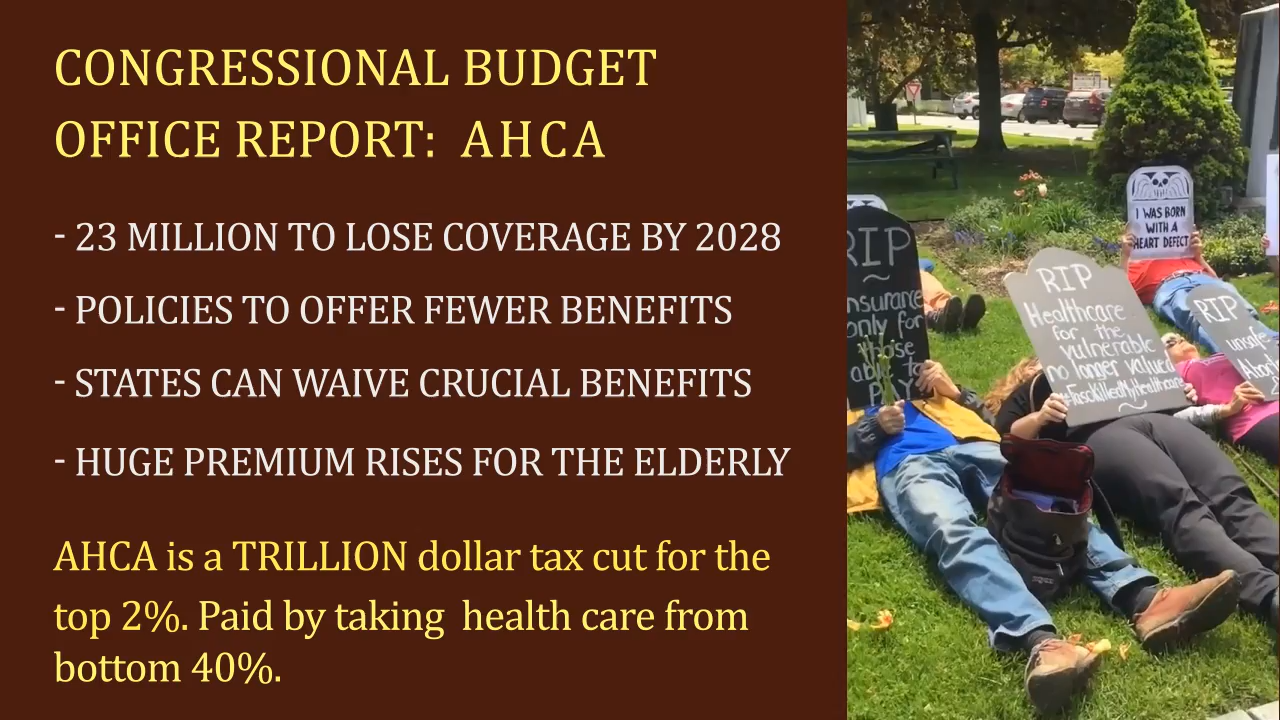 CONGRESSIONAL BUDGET
OFFICE REPORT: AHCA
- 23 MILLION TO LOSE COVERAGE BY 2028
- POLICIES TO OFFER FEWER BENEFITS
- STATES CAN WAIVE CRUCIAL BENEFITS
- HUGE PREMIUM RISES FOR THE ELDERLY
AHCA is a TRILLION dollar tax cut for the
top 2%. Paid by taking health care from
bottom 40%.
RIP
nsurance
only for
those
able to
PAY
RIP
Healthcare
for the
vulnerable
no longer valued
I WAS BORN
WITH A
HEART DEFECT
RIP
unsafe